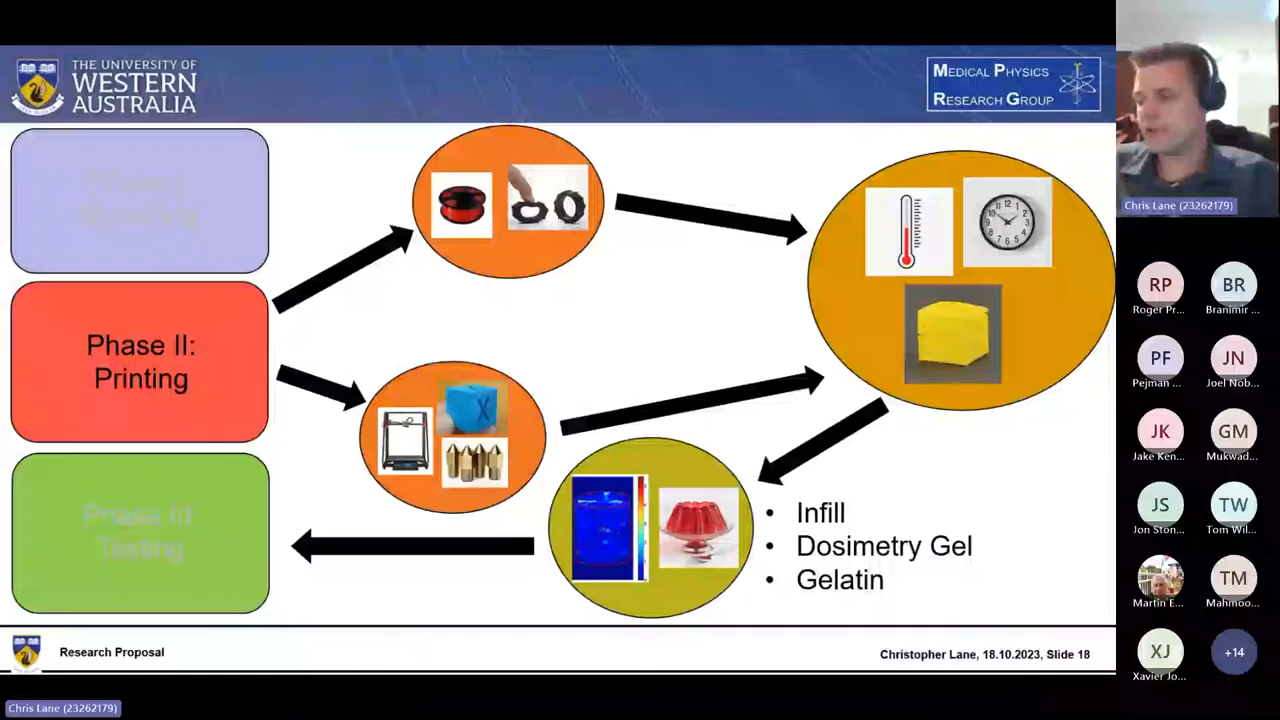 THE UNIVERSITY OF
WESTERN
AUSTRALIA
MEDICAL PHYSICS
RESEARCH GROUP
Phase II:
Printing
Phase III:
Testing
X
• Infill
• Dosimetry Gel
• Gelatin
Research Proposal
Christopher Lane, 18.10.2023, Slide 18
Chris Lane (23262179)
RP
Roger Pr...
BR
Branimir ...
PF
Pejman ...
JN
Joel Nob...
JK
Jake Ken...
GM
Mukwad...
JS
Jon Ston...
TW
Tom Wil...
Martin E...
TM
Mahmoo...
XJ
Xavier Jo...
+14
Chris Lane (23262179)